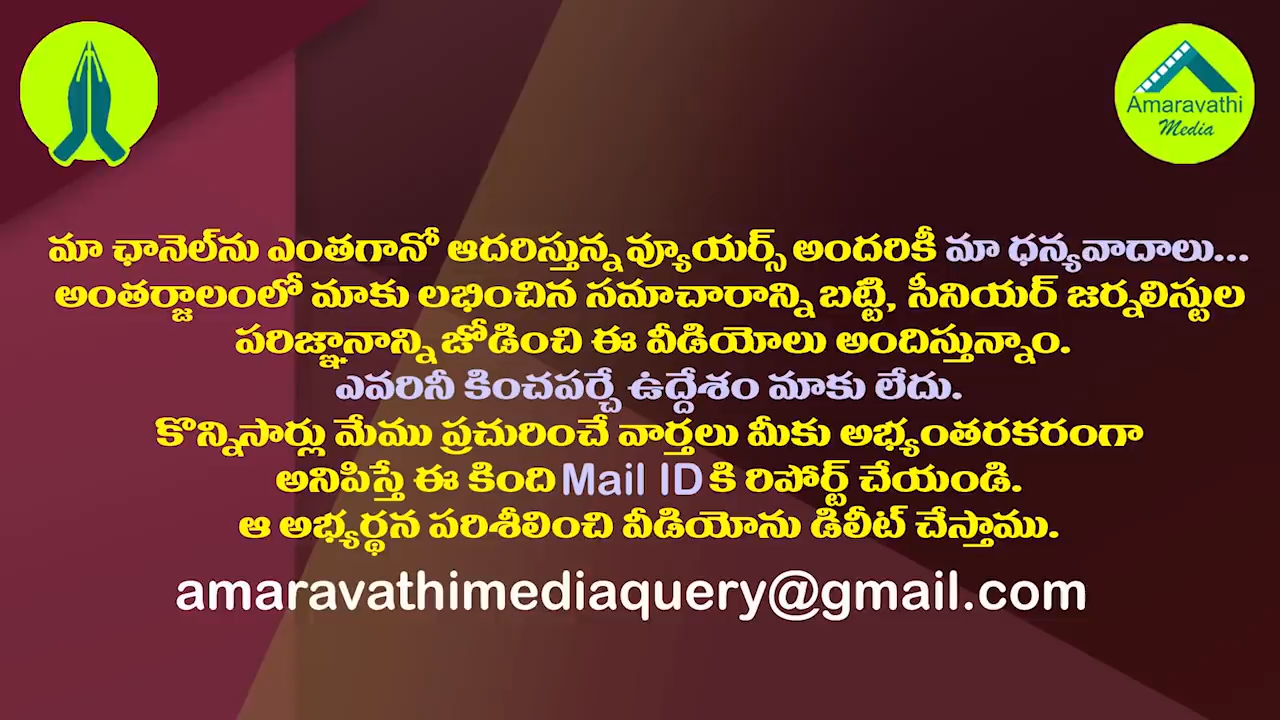 Amaravathi
Media
మా ఛానెల్‌ను ఎంతగానో ఆదరిస్తున్న వ్యూయర్స్ అందరికీ మా ధన్యవాదాలు...
అంతర్జాలంలో మాకు లభించిన సమాచారాన్ని బట్టి, సీనియర్ జర్నలిస్టుల
పరిజ్ఞానాన్ని జోడించి ఈ వీడియోలు అందిస్తున్నాం.
ఎవరినీ కించపర్చే ఉద్దేశం మాకు లేదు.
కొన్నిసార్లు మేము ప్రచురించే వార్తలు మీకు అభ్యంతరకరంగా
అనిపిస్తే ఈ కింది Mail ID కి రిపోర్ట్ చేయండి.
ఆ అభ్యర్థన పరిశీలించి వీడియోను డిలీట్ చేస్తాము.
amaravathimediaquery@gmail.com